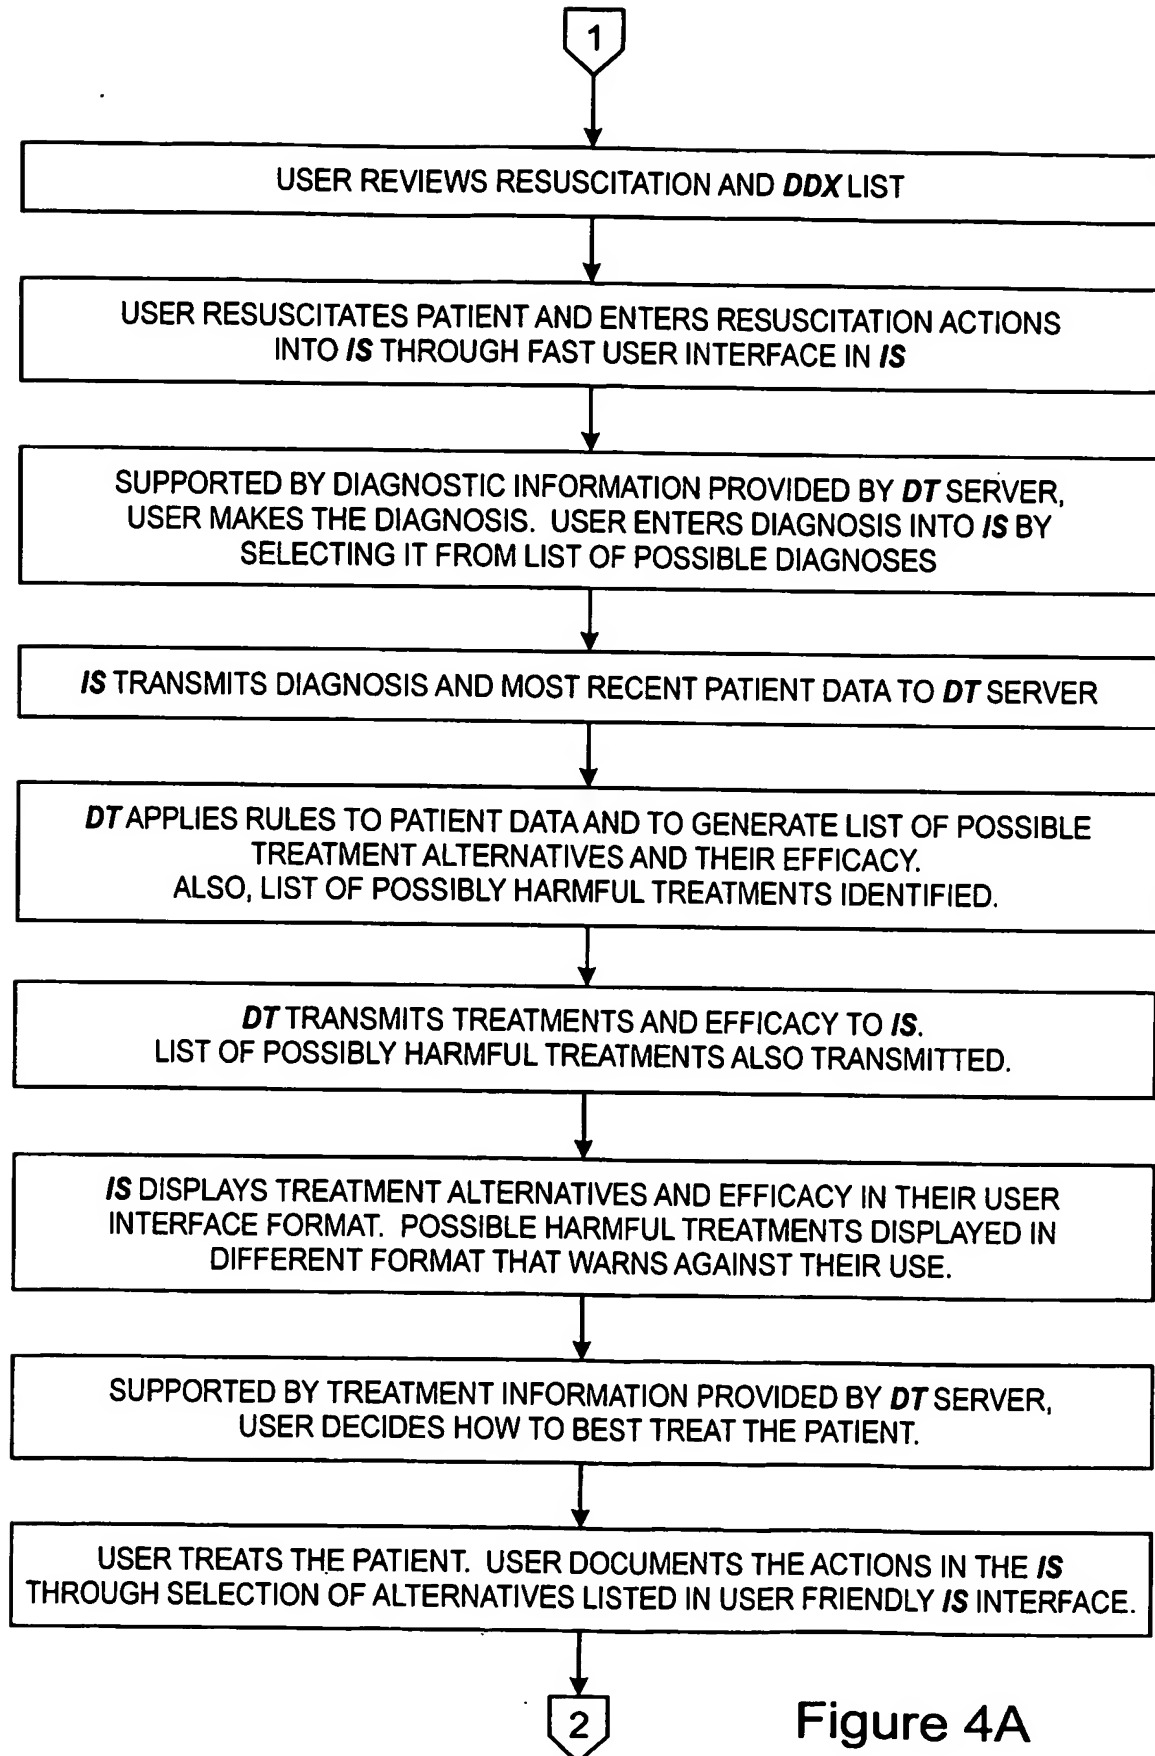 1
USER REVIEWS RESUSCITATION AND DDX LIST
USER RESUSCITATES PATIENT AND ENTERS RESUSCITATION ACTIONS
INTO IS THROUGH FAST USER INTERFACE IN IS
SUPPORTED BY DIAGNOSTIC INFORMATION PROVIDED BY DT SERVER,
USER MAKES THE DIAGNOSIS. USER ENTERS DIAGNOSIS INTO IS BY
SELECTING IT FROM LIST OF POSSIBLE DIAGNOSES
IS TRANSMITS DIAGNOSIS AND MOST RECENT PATIENT DATA TO DT SERVER
DT APPLIES RULES TO PATIENT DATA AND TO GENERATE LIST OF POSSIBLE
TREATMENT ALTERNATIVES AND THEIR EFFICACY.
ALSO, LIST OF POSSIBLY HARMFUL TREATMENTS IDENTIFIED.
DT TRANSMITS TREATMENTS AND EFFICACY TO IS.
LIST OF POSSIBLY HARMFUL TREATMENTS ALSO TRANSMITTED.
IS DISPLAYS TREATMENT ALTERNATIVES AND EFFICACY IN THEIR USER
INTERFACE FORMAT. POSSIBLE HARMFUL TREATMENTS DISPLAYED IN
DIFFERENT FORMAT THAT WARNS AGAINST THEIR USE.
SUPPORTED BY TREATMENT INFORMATION PROVIDED BY DT SERVER,
USER DECIDES HOW TO BEST TREAT THE PATIENT.
USER TREATS THE PATIENT. USER DOCUMENTS THE ACTIONS IN THE IS
THROUGH SELECTION OF ALTERNATIVES LISTED IN USER FRIENDLY IS INTERFACE.
2
Figure 4A